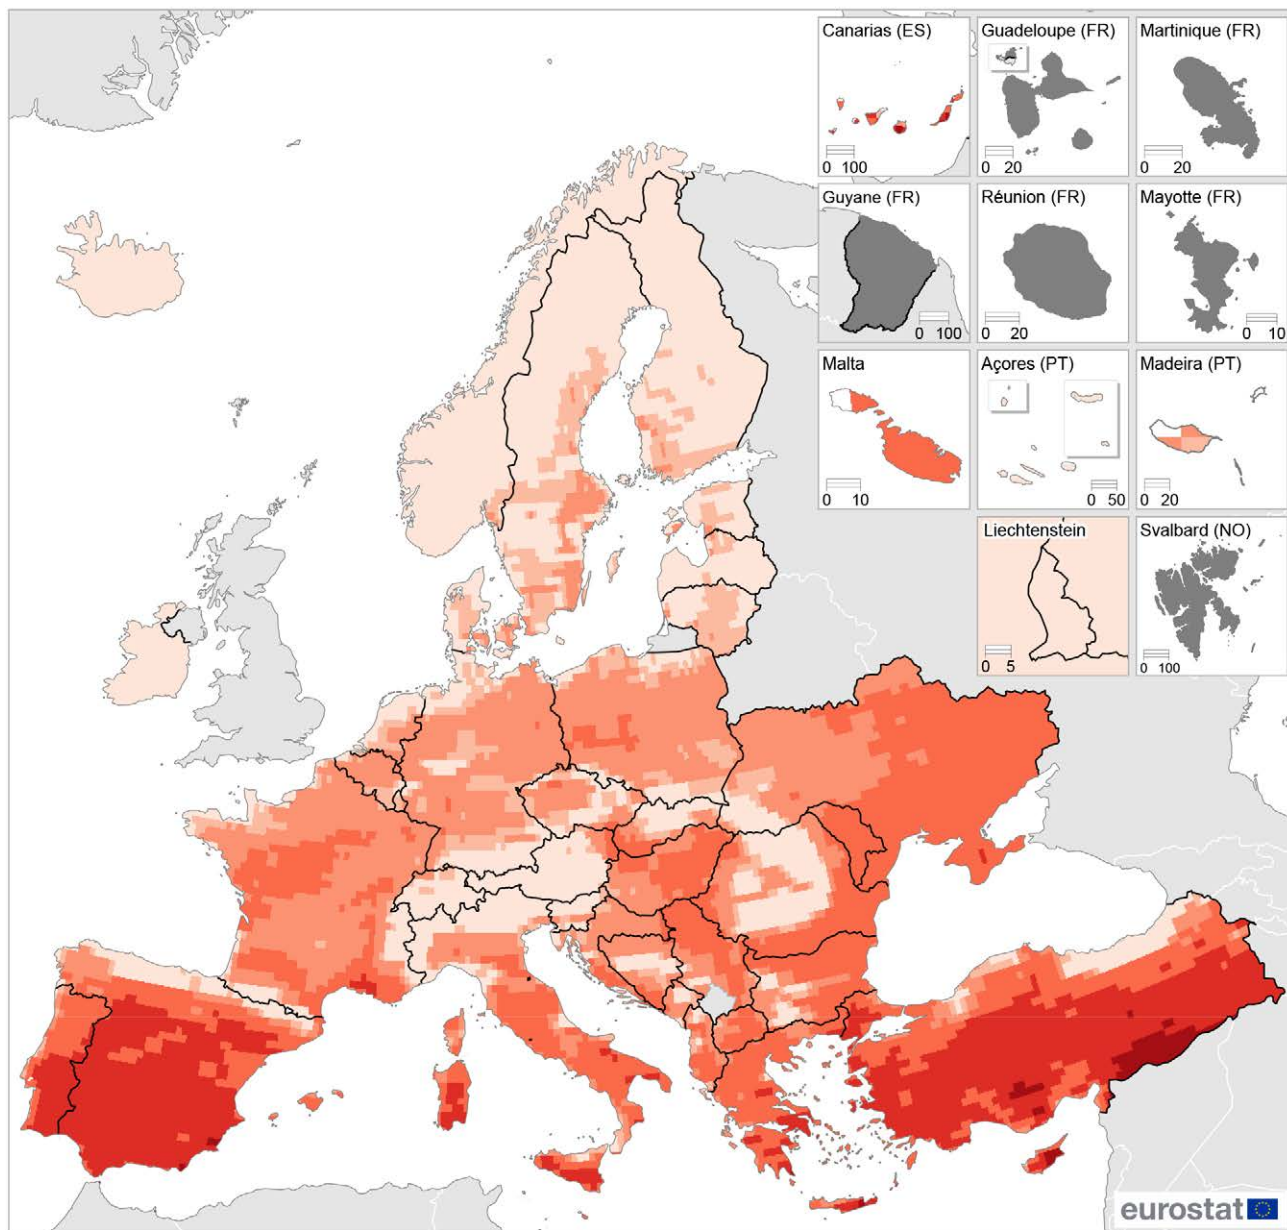 Canarias (ES)
0 100
Guadeloupe (FR)
0 20
Martinique (FR)
0 20
Guyane (FR)
0 100
Réunion (FR)
0 20
Mayotte (FR)
0 10
Malta
0 10
Açores (PT)
0 50
Madeira (PT)
0 20
Liechtenstein
0 5
Svalbard (NO)
0 100
eurostat